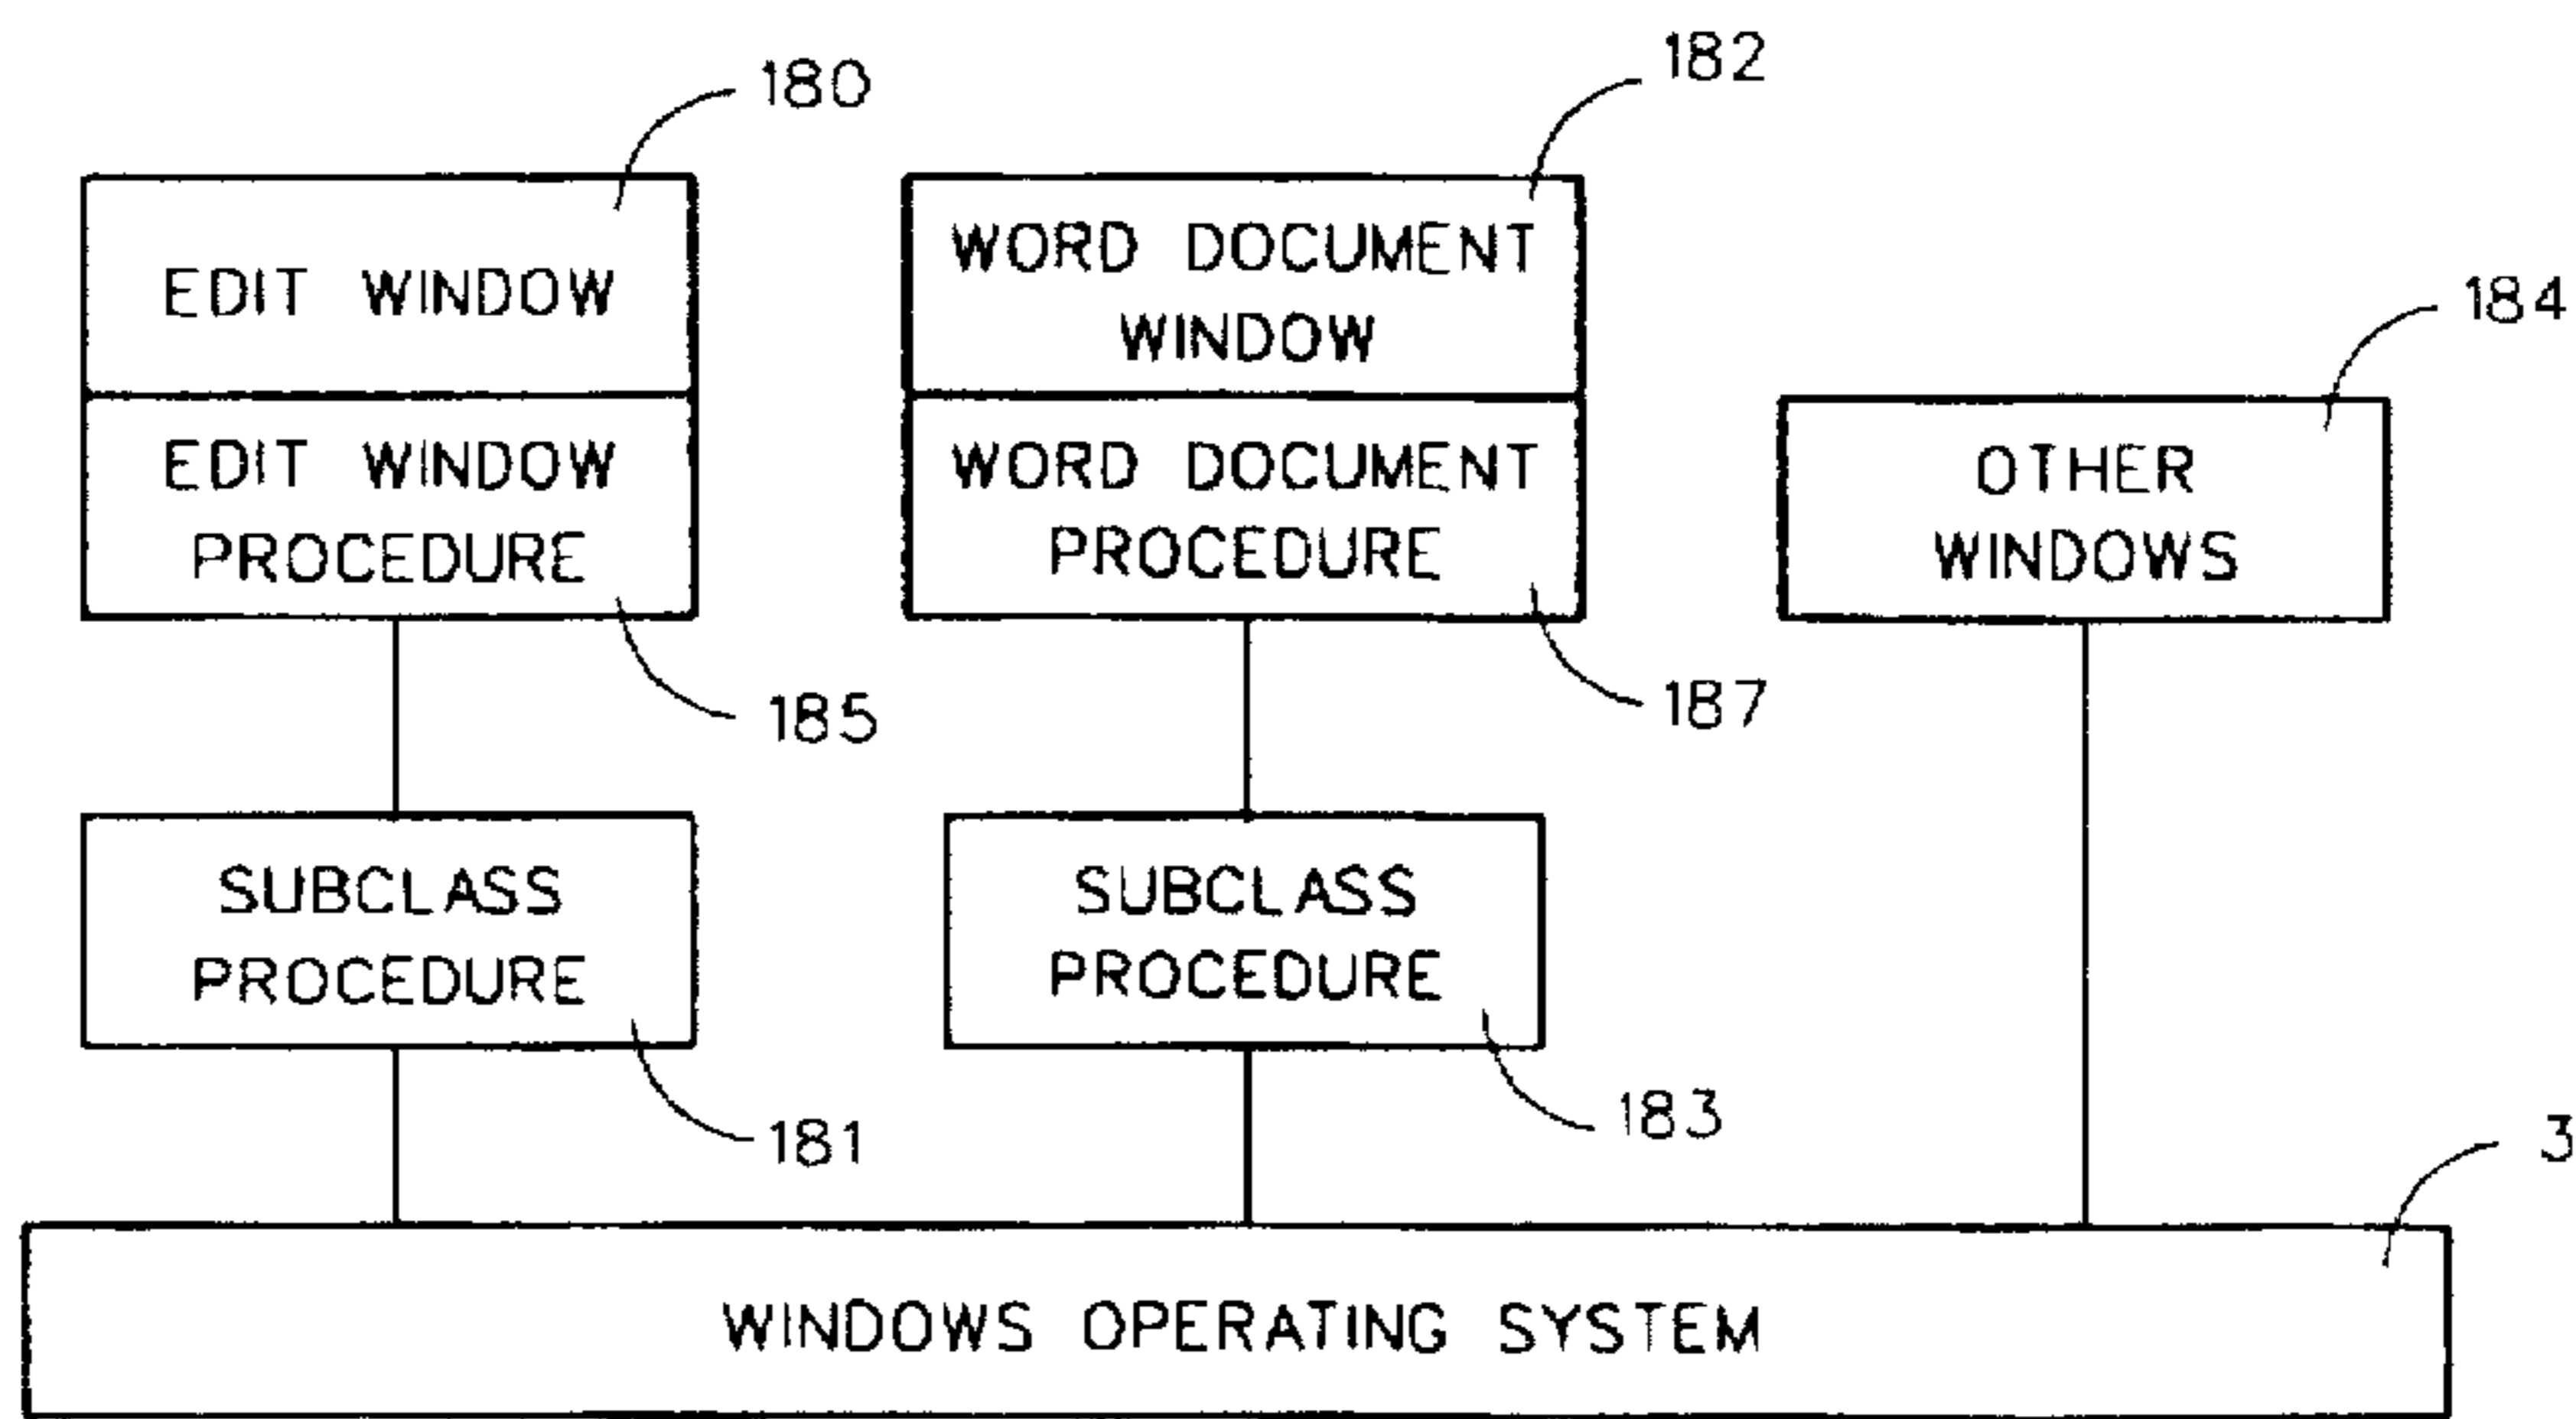 180
182
EDIT WINDOW
WORD DOCUMENT
WINDOW
184
EDIT WINDOW
PROCEDURE
WORD DOCUMENT
PROCEDURE
OTHER
WINDOWS
185
187
SUBCLASS
PROCEDURE
SUBCLASS
PROCEDURE
181
183
3
WINDOWS OPERATING SYSTEM